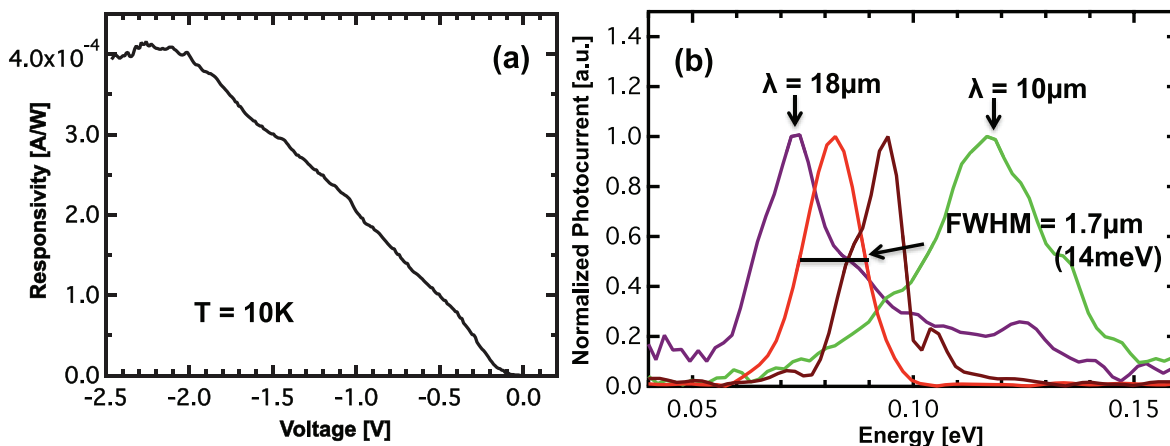 (a)
4.0x10⁻⁴
3.0
2.0
1.0
0.0
Responsivity [A/W]
T = 10K
-2.5 -2.0 -1.5 -1.0 -0.5 0.0
Voltage [V]
(b)
1.4
1.2
1.0
0.8
0.6
0.4
0.2
0.0
Normalized Photocurrent [a.u.]
λ = 18µm
λ = 10µm
FWHM = 1.7µm
(14meV)
0.05 0.10 0.15
Energy [eV]